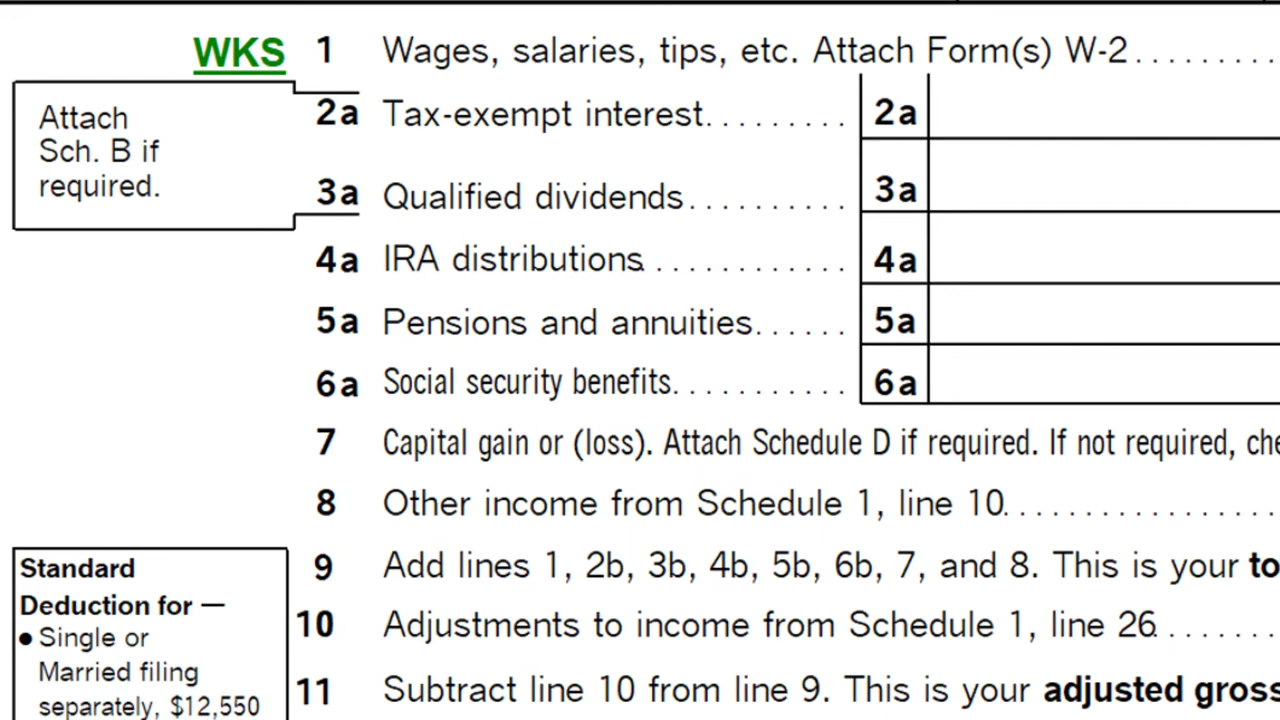 WKS 1 Wages, salaries, tips, etc. Attach Form(s) W-2.........
Attach
Sch. B if
required.
2a Tax-exempt interest......... 2a
3a Qualified dividends.......... 3a
4a IRA distributions............ 4a
5a Pensions and annuities...... 5a
6a Social security benefits........... 6a
7 Capital gain or (loss). Attach Schedule D if required. If not required, che
8 Other income from Schedule 1, line 10.................
Standard
Deduction for —
● Single or
Married filing
separately, $12,550
9 Add lines 1, 2b, 3b, 4b, 5b, 6b, 7, and 8. This is your to
10 Adjustments to income from Schedule 1, line 26.......
11 Subtract line 10 from line 9. This is your adjusted gross